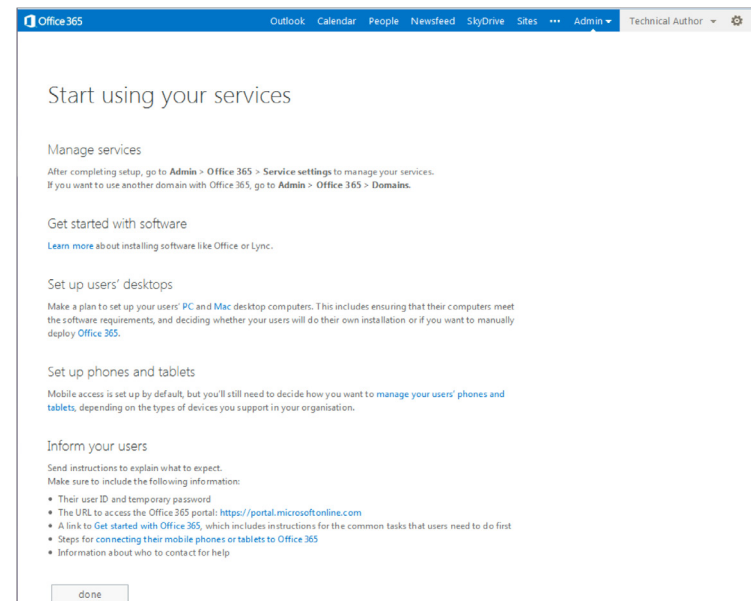 Office 365 Outlook Calendar People Newsfeed SkyDrive Sites ••• Admin Technical Author
Start using your services
Manage services
After completing setup, go to Admin > Office 365 > Service settings to manage your services.
If you want to use another domain with Office 365, go to Admin > Office 365 > Domains.
Get started with software
Learn more about installing software like Office or Lync.
Set up users' desktops
Make a plan to set up your users' PC and Mac desktop computers. This includes ensuring that their computers meet
the software requirements, and deciding whether your users will do their own installation or if you want to manually
deploy Office 365.
Set up phones and tablets
Mobile access is set up by default, but you'll still need to decide how you want to manage your users' phones and
tablets, depending on the types of devices you support in your organisation.
Inform your users
Send instructions to explain what to expect.
Make sure to include the following information:
• Their user ID and temporary password
• The URL to access the Office 365 portal: https://portal.microsoftonline.com
• A link to Get started with Office 365, which includes instructions for the common tasks that users need to do first
• Steps for connecting their mobile phones or tablets to Office 365
• Information about who to contact for help
done